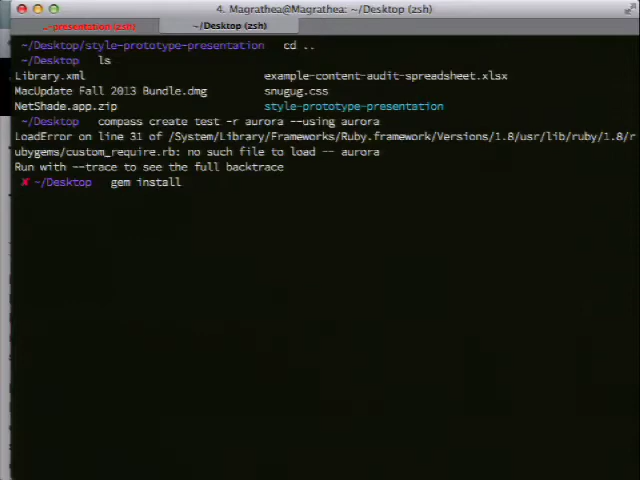 4. Magrathea@Magrathea: ~/Desktop (zsh)
...-presentation (zsh) ~/Desktop (zsh)
~/Desktop/style-prototype-presentation cd ..
~/Desktop ls
Library.xml example-content-audit-spreadsheet.xlsx
MacUpdate Fall 2013 Bundle.dmg snugug.css
NetShade.app.zip style-prototype-presentation
~/Desktop compass create test -r aurora --using aurora
LoadError on line 31 of /System/Library/Frameworks/Ruby.framework/Versions/1.8/usr/lib/ruby/1.8/r
ubygems/custom_require.rb: no such file to load -- aurora
Run with --trace to see the full backtrace
✘ ~/Desktop gem install